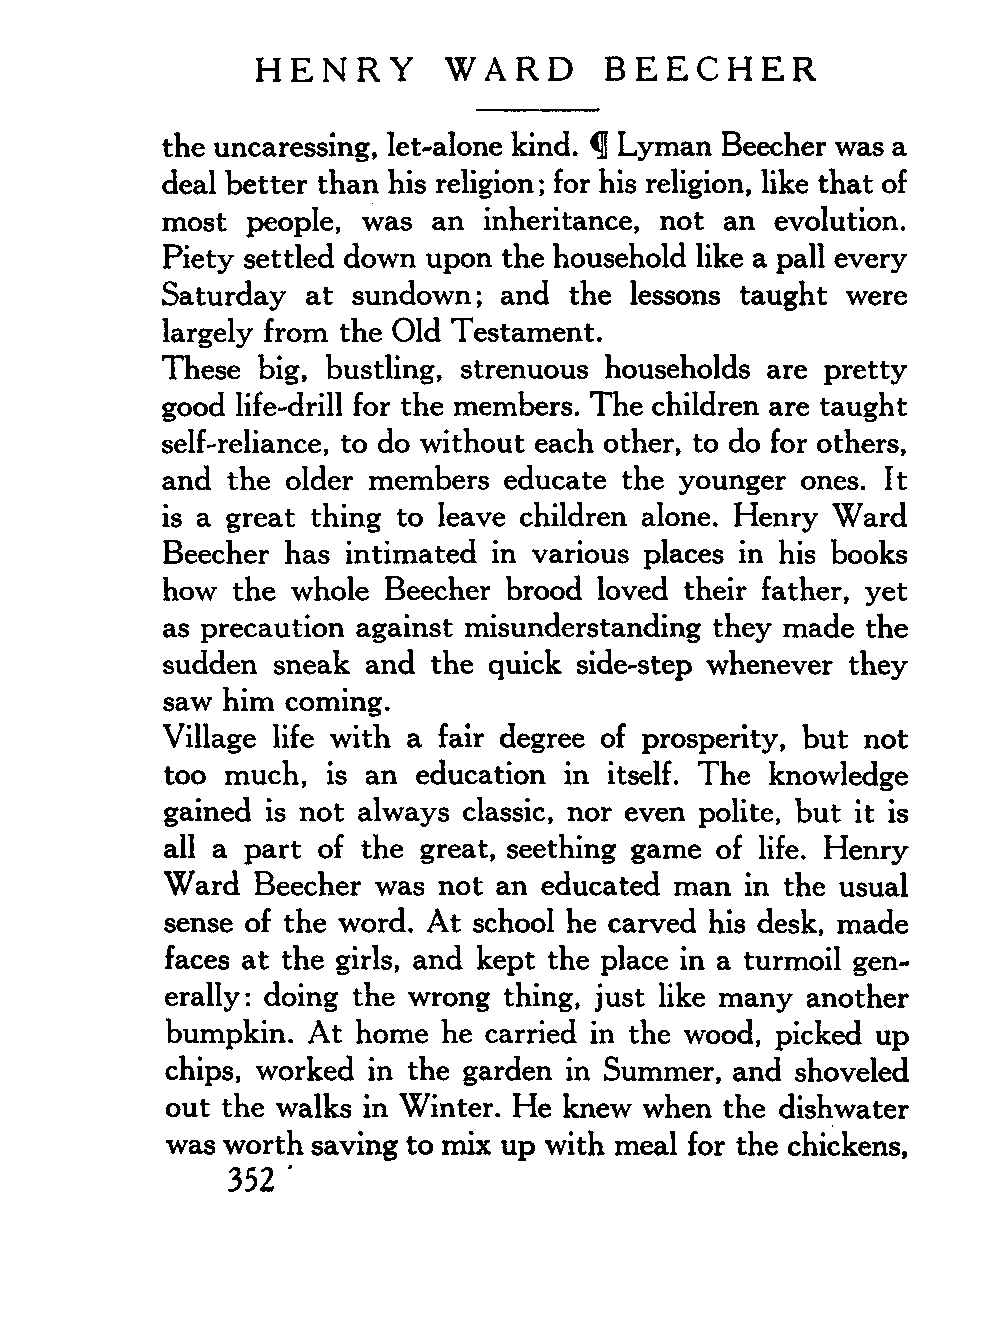 HENRY WARD BEECHER
the uncaressing, let-alone kind. ¶ Lyman Beecher was a
deal better than his religion; for his religion, like that of
most people, was an inheritance, not an evolution.
Piety settled down upon the household like a pall every
Saturday at sundown; and the lessons taught were
largely from the Old Testament.
These big, bustling, strenuous households are pretty
good life-drill for the members. The children are taught
self-reliance, to do without each other, to do for others,
and the older members educate the younger ones. It
is a great thing to leave children alone. Henry Ward
Beecher has intimated in various places in his books
how the whole Beecher brood loved their father, yet
as precaution against misunderstanding they made the
sudden sneak and the quick side-step whenever they
saw him coming.
Village life with a fair degree of prosperity, but not
too much, is an education in itself. The knowledge
gained is not always classic, nor even polite, but it is
all a part of the great, seething game of life. Henry
Ward Beecher was not an educated man in the usual
sense of the word. At school he carved his desk, made
faces at the girls, and kept the place in a turmoil gen-
erally: doing the wrong thing, just like many another
bumpkin. At home he carried in the wood, picked up
chips, worked in the garden in Summer, and shoveled
out the walks in Winter. He knew when the dishwater
was worth saving to mix up with meal for the chickens,
352